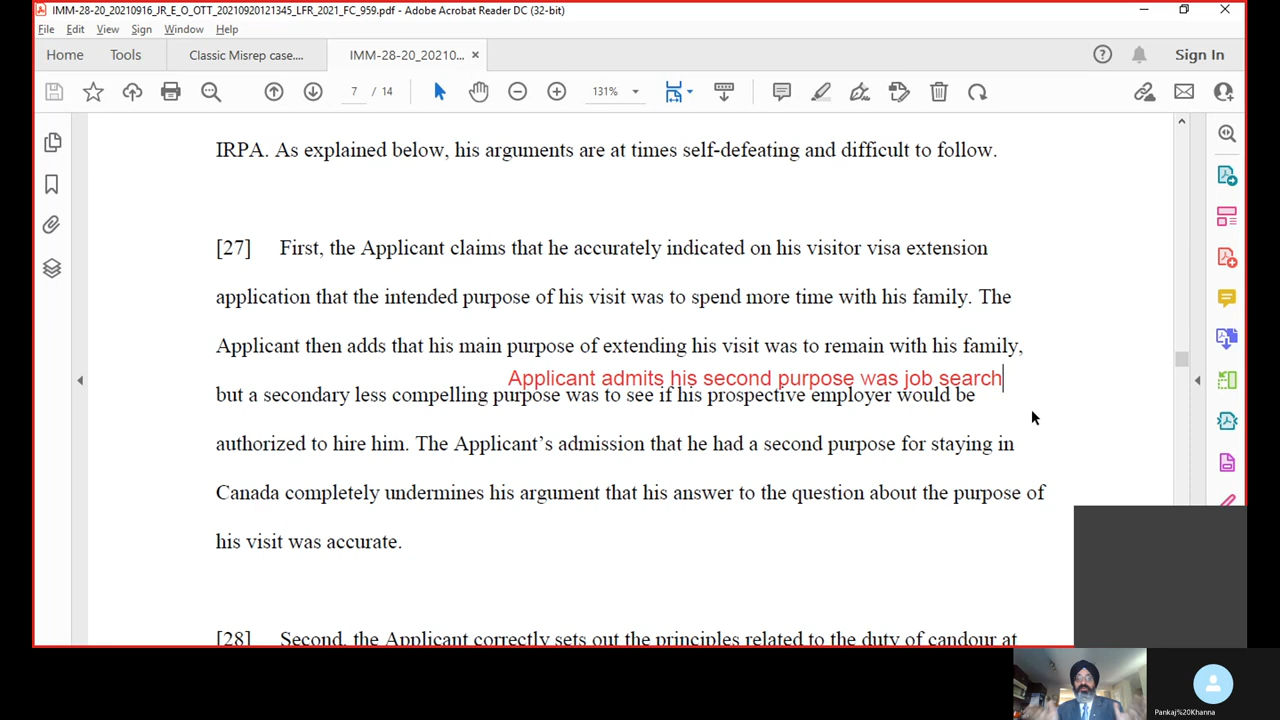 IMM-28-20_20210916_JR_E_O_OTT_20210920121345_LFR_2021_FC_959.pdf - Adobe Acrobat Reader DC (32-bit)
File Edit View Sign Window Help
Home Tools Classic Misrep case.... IMM-28-20_20210... × Sign In
7 / 14 131%
IRPA. As explained below, his arguments are at times self-defeating and difficult to follow.
[27] First, the Applicant claims that he accurately indicated on his visitor visa extension
application that the intended purpose of his visit was to spend more time with his family. The
Applicant then adds that his main purpose of extending his visit was to remain with his family,
Applicant admits his second purpose was job search
but a secondary less compelling purpose was to see if his prospective employer would be
authorized to hire him. The Applicant's admission that he had a second purpose for staying in
Canada completely undermines his argument that his answer to the question about the purpose of
his visit was accurate.
[28] Second, the Applicant correctly sets out the principles related to the duty of candour at
Pankaj%20Khanna